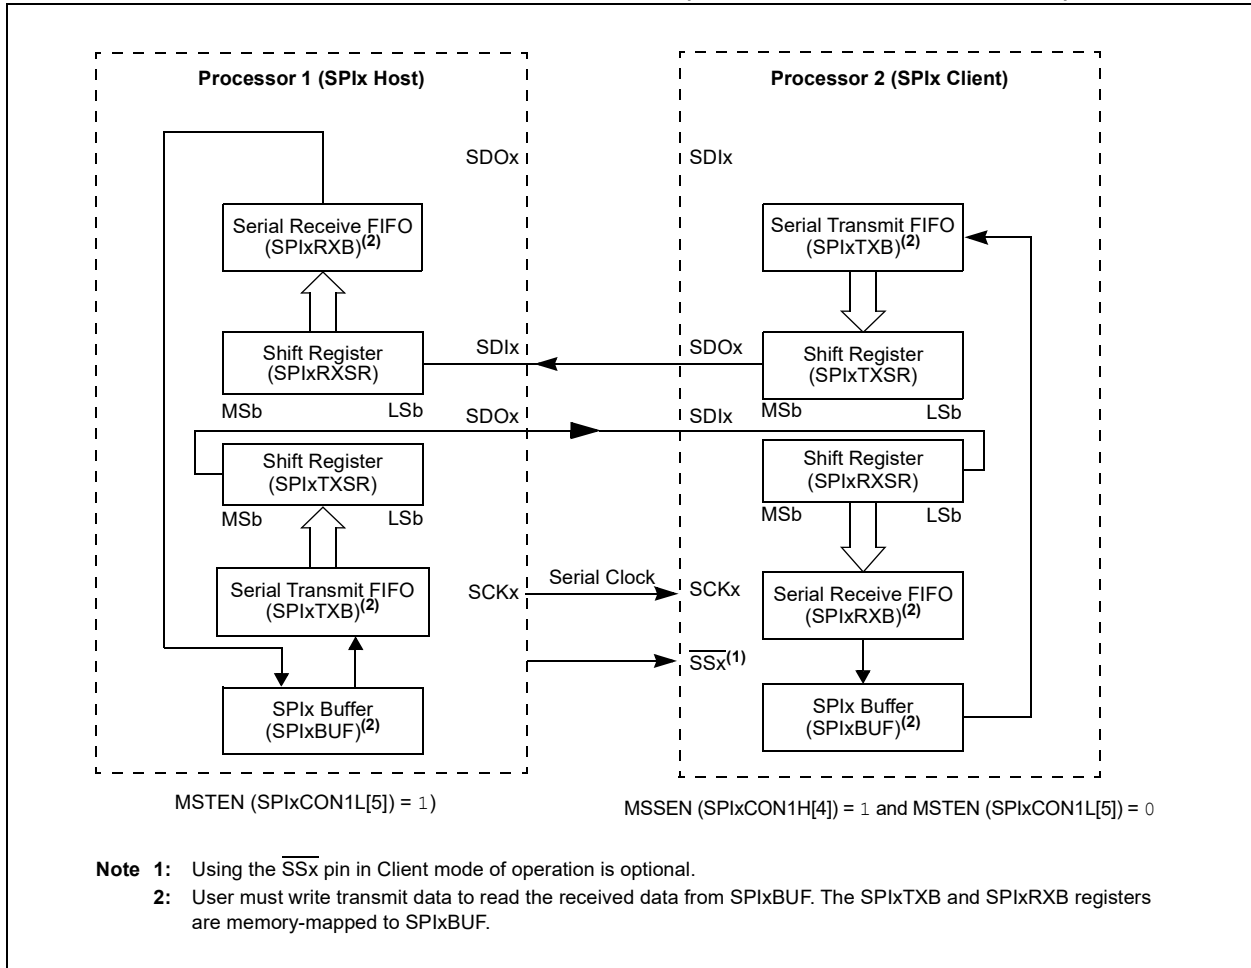 Processor 1 (SPIx Host)
Processor 2 (SPIx Client)
SDOx
SDIx
Serial Receive FIFO
(SPIxRXB)(2)
Serial Transmit FIFO
(SPIxTXB)(2)
Shift Register
(SPIxRXSR)
SDIx
SDOx
Shift Register
(SPIxTXSR)
MSb
LSb
MSb
LSb
SDOx
SDIx
Shift Register
(SPIxTXSR)
Shift Register
(SPIxRXSR)
MSb
LSb
MSb
LSb
Serial Transmit FIFO
(SPIxTXB)(2)
SCKx
Serial Clock
SCKx
Serial Receive FIFO
(SPIxRXB)(2)
SSx(1)
SPIx Buffer
(SPIxBUF)(2)
SPIx Buffer
(SPIxBUF)(2)
MSTEN (SPIxCON1L[5]) = 1)
MSSEN (SPIxCON1H[4]) = 1 and MSTEN (SPIxCON1L[5]) = 0
Note 1: Using the SSx pin in Client mode of operation is optional.
2: User must write transmit data to read the received data from SPIxBUF. The SPIxTXB and SPIxRXB registers
are memory-mapped to SPIxBUF.